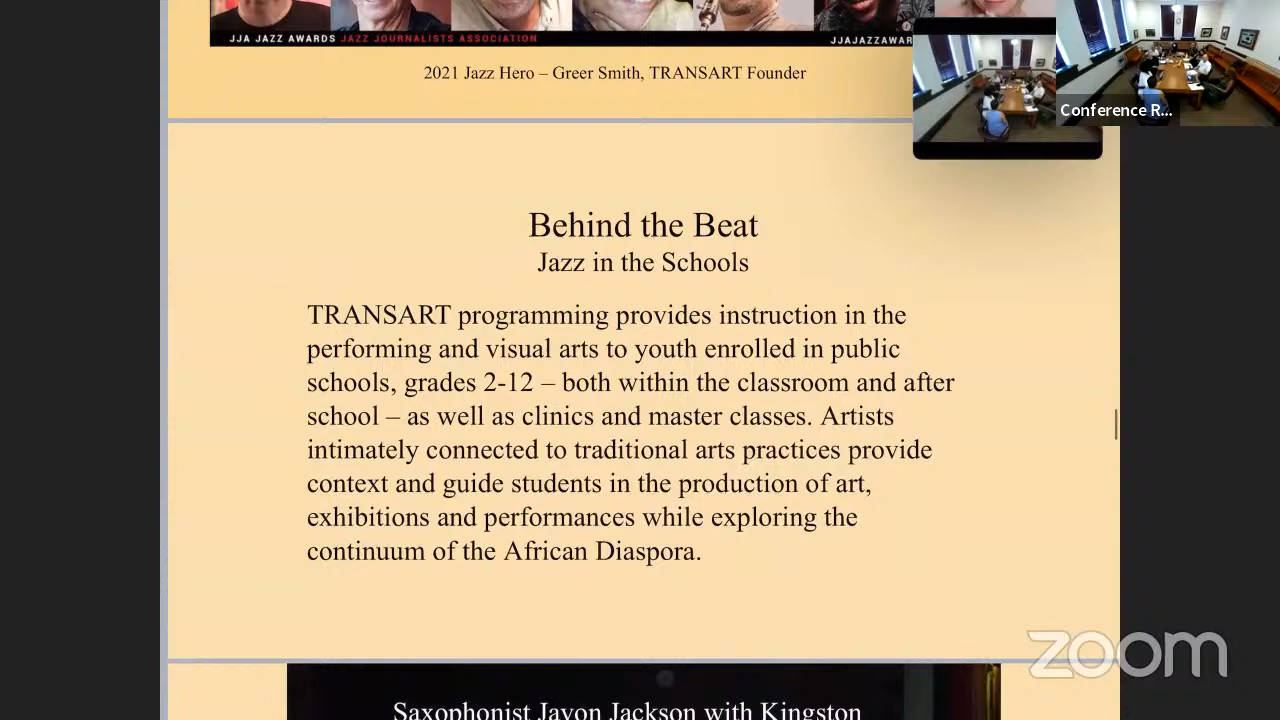 JJA JAZZ AWARDS JAZZ JOURNALISTS ASSOCIATION
JJAJAZZAWAR
2021 Jazz Hero – Greer Smith, TRANSART Founder
Conference R...
Behind the Beat
Jazz in the Schools
TRANSART programming provides instruction in the
performing and visual arts to youth enrolled in public
schools, grades 2-12 – both within the classroom and after
school – as well as clinics and master classes. Artists
intimately connected to traditional arts practices provide
context and guide students in the production of art,
exhibitions and performances while exploring the
continuum of the African Diaspora.
zoom
Saxophonist Javon Jackson with Kingston